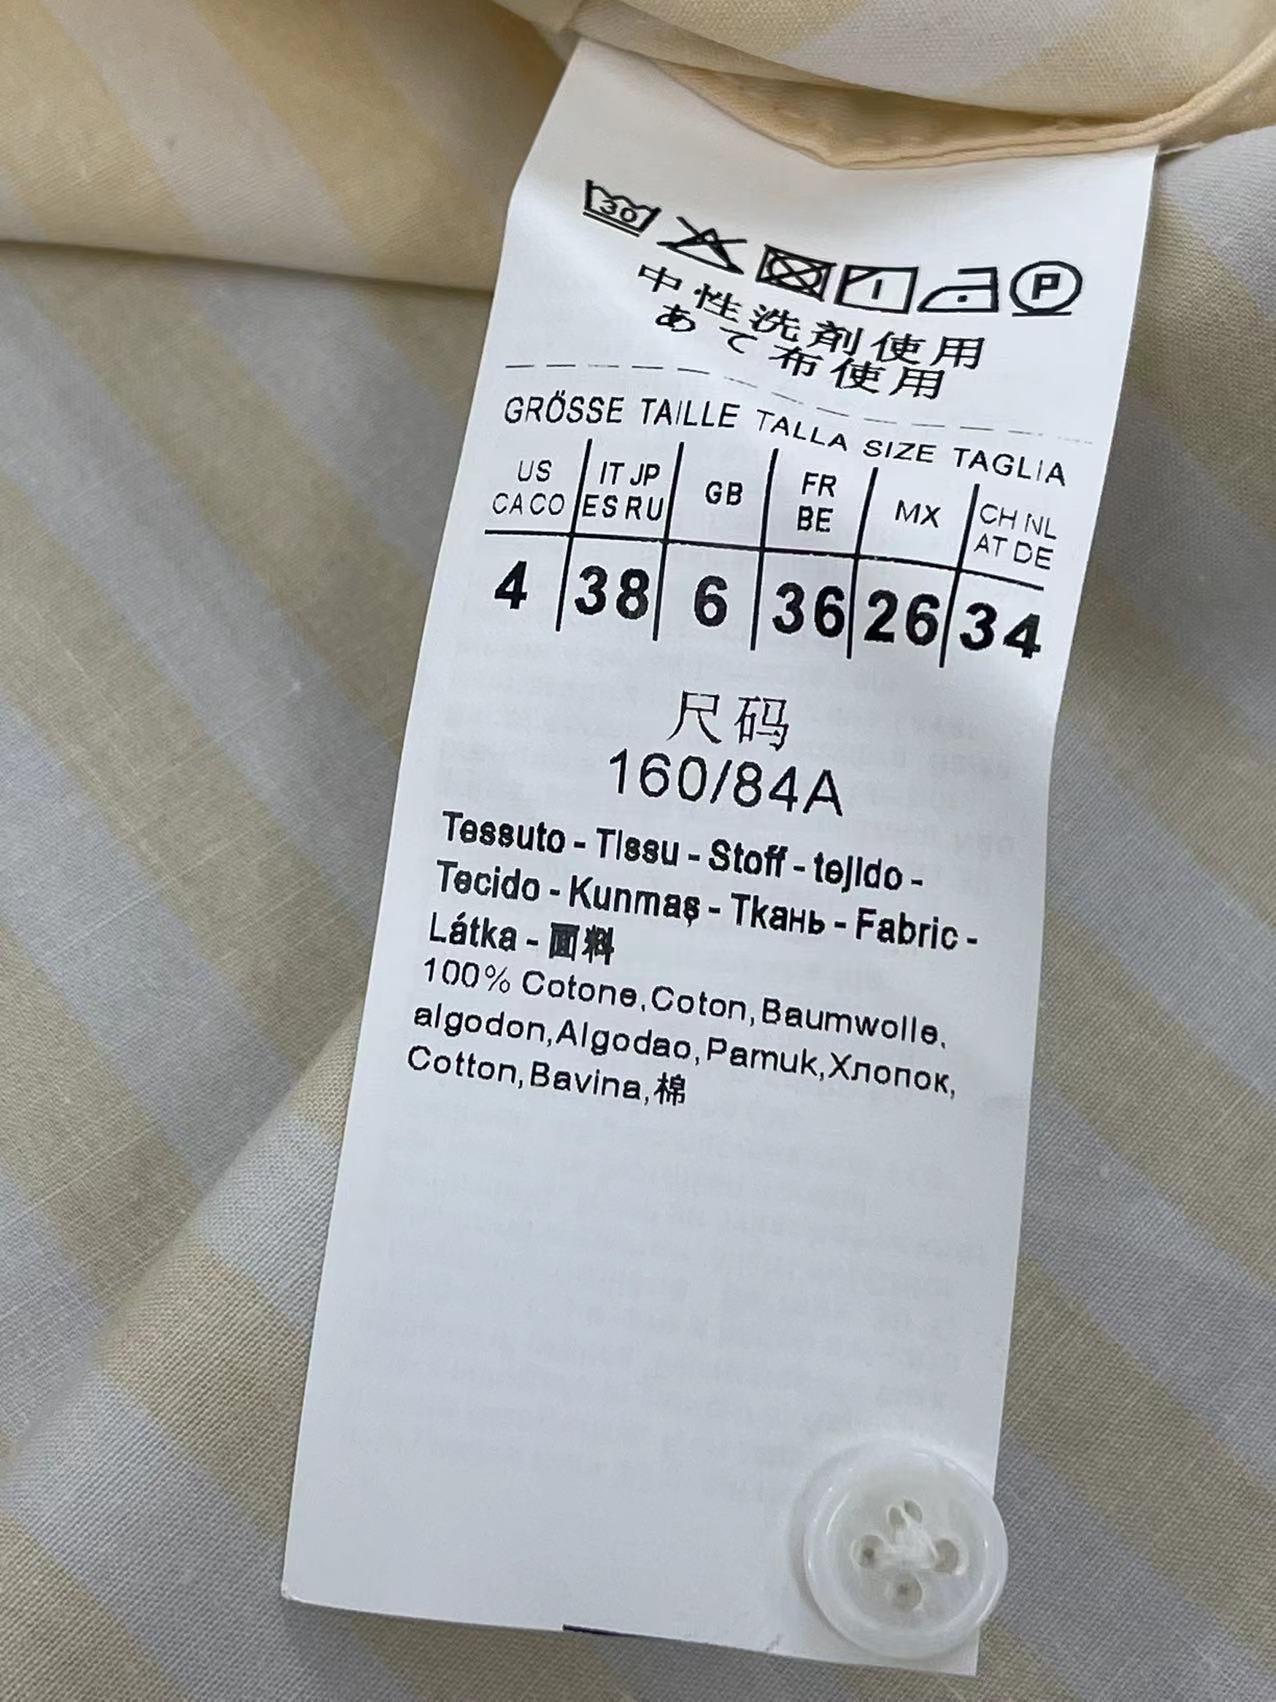 30
P
中性洗剤使用
あて布使用
GRÖSSE TAILLE TALLA SIZE TAGLIA
US CA CO | IT JP ES RU | GB | FR BE | MX | CH NL AT DE
4 | 38 | 6 | 36 | 26 | 34
尺码
160/84A
Tessuto - Tissu - Stoff - tejido -
Tecido - Kunmaş - Ткань - Fabric -
Látka - 面料
100% Cotone,Coton,Baumwolle,
algodon,Algodao,Pamuk,Хлопок,
Cotton,Bavina,棉